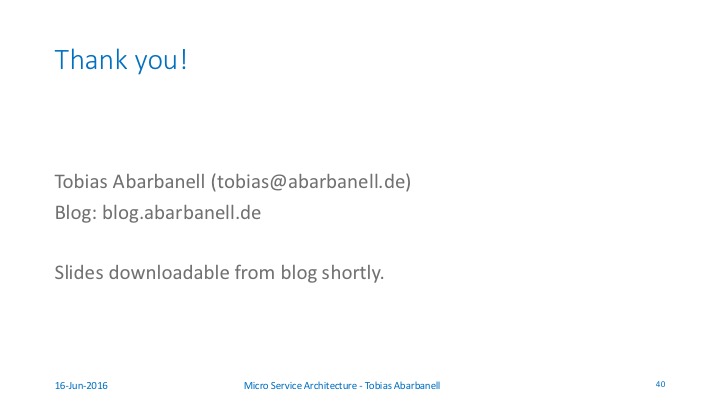 Thank you!
Tobias Abarbanell (tobias@abarbanell.de)
Blog: blog.abarbanell.de
Slides downloadable from blog shortly.
16-Jun-2016
Micro Service Architecture - Tobias Abarbanell
40